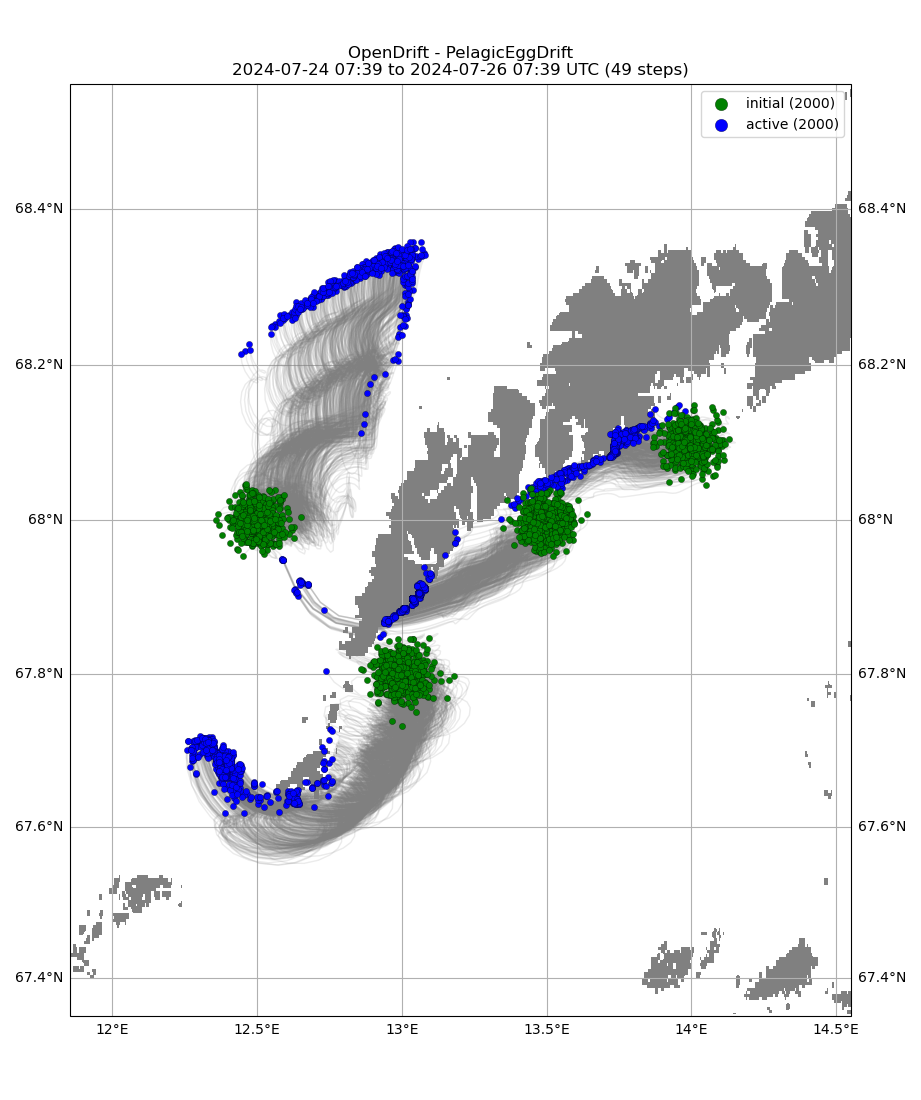 OpenDrift - PelagicEggDrift
2024-07-24 07:39 to 2024-07-26 07:39 UTC (49 steps)
initial (2000)
active (2000)
68.4°N 68.4°N
68.2°N 68.2°N
68°N 68°N
67.8°N 67.8°N
67.6°N 67.6°N
67.4°N 67.4°N
12°E 12.5°E 13°E 13.5°E 14°E 14.5°E